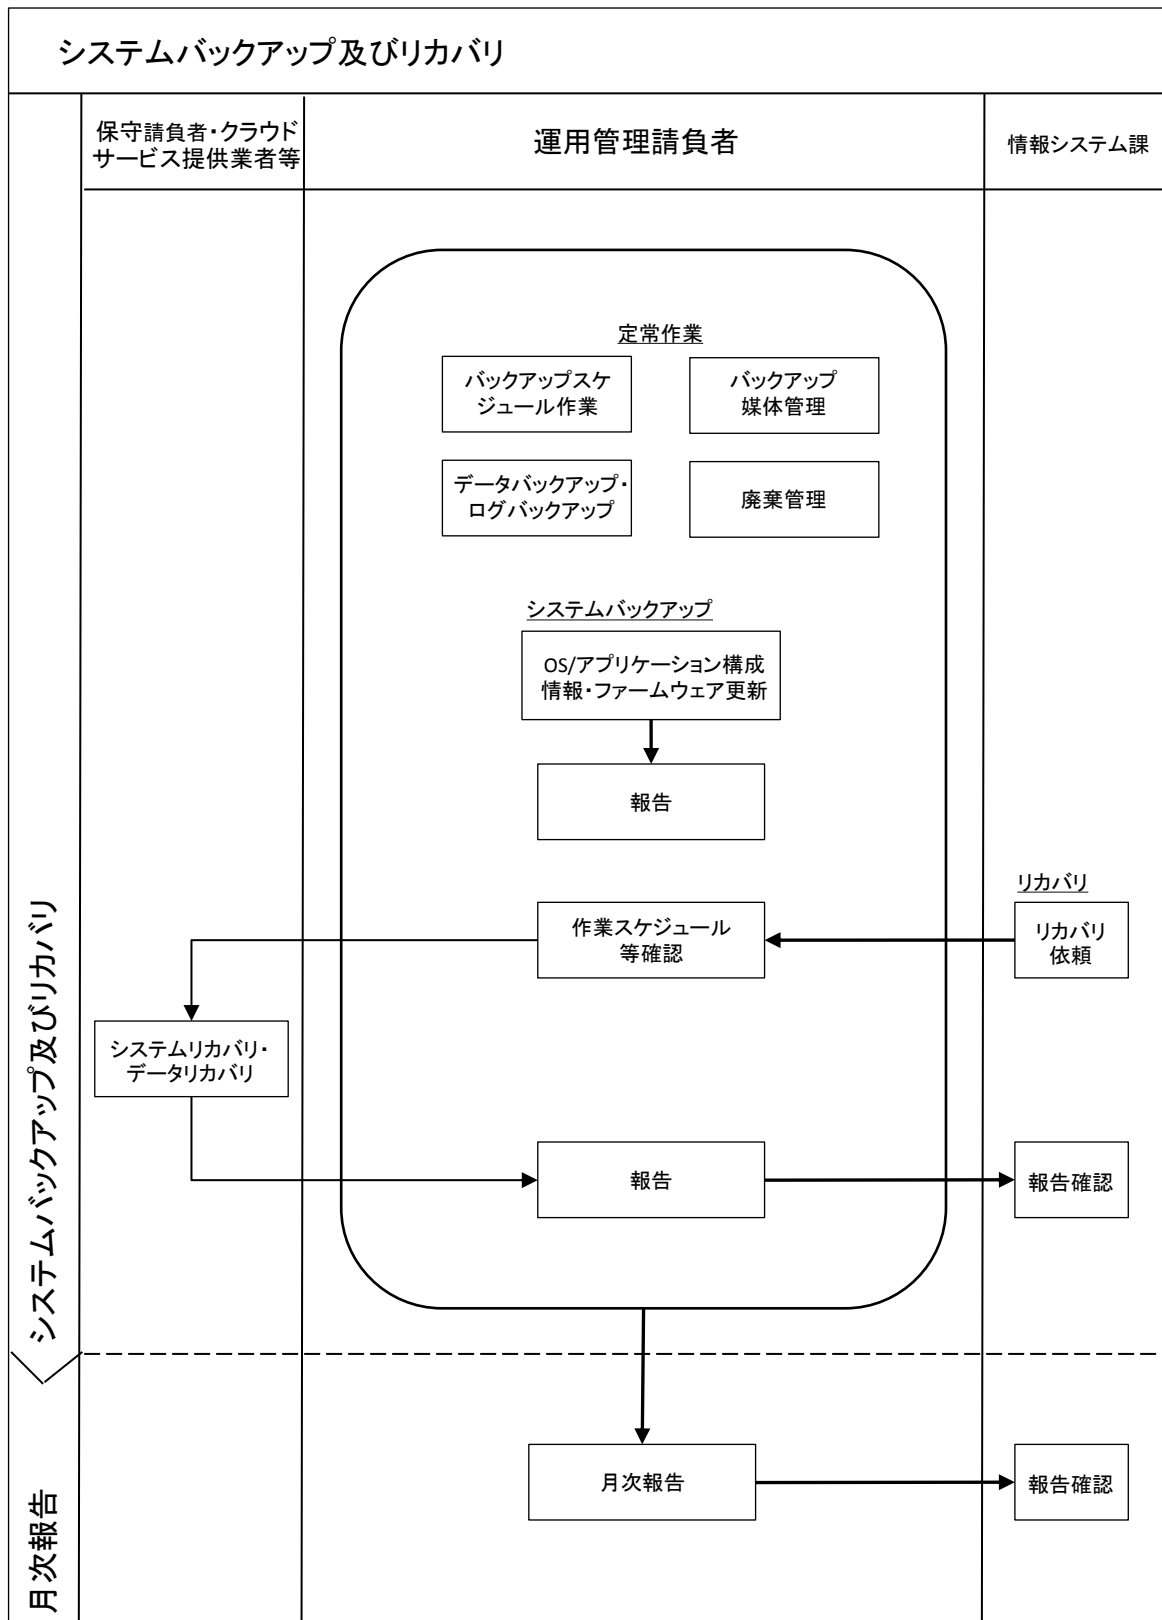 システムバックアップ及びリカバリ
保守請負者・クラウド
サービス提供業者等
運用管理請負者
情報システム課
定常作業
バックアップスケ
ジュール作業
バックアップ
媒体管理
データバックアップ・
ログバックアップ
廃棄管理
システムバックアップ
OS/アプリケーション構成
情報・ファームウェア更新
報告
リカバリ
リカバリ
依頼
作業スケジュール
等確認
システムリカバリ・
データリカバリ
報告
報告確認
システムバックアップ及びリカバリ
月次報告
報告確認
月次報告